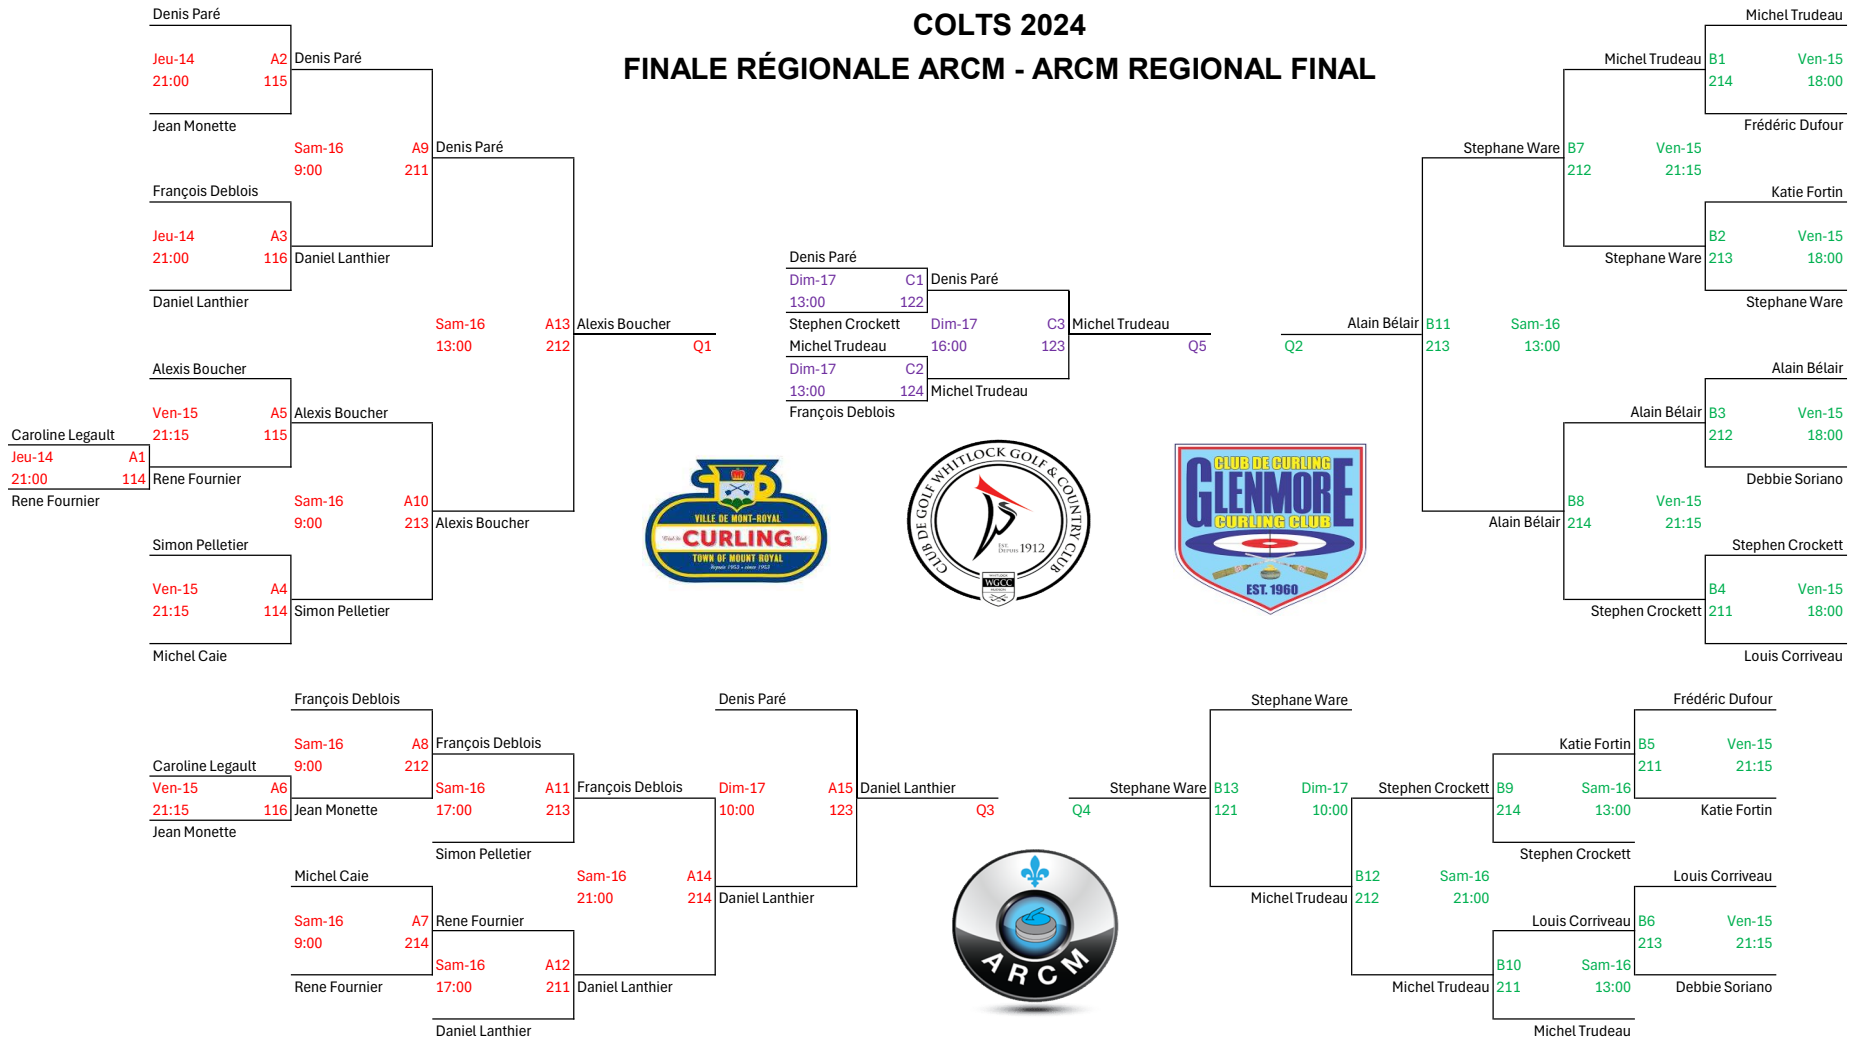 COLTS 2024
FINALE RÉGIONALE ARCM - ARCM REGIONAL FINAL
Denis Paré
Jeu-14 A2
21:00 115
Jean Monette
Denis Paré
Sam-16 A9
9:00 211
François Deblois
Jeu-14 A3
21:00 116
Daniel Lanthier
Daniel Lanthier
Denis Paré
Sam-16 A13
13:00 212
Alexis Boucher
Q1
Alexis Boucher
Ven-15 A5
21:15 115
Alexis Boucher
Caroline Legault
Jeu-14 A1
21:00 114
Rene Fournier
Rene Fournier
Sam-16 A10
9:00 213
Alexis Boucher
Simon Pelletier
Ven-15 A4
21:15 114
Simon Pelletier
Michel Caie
Denis Paré
Dim-17 C1
13:00 122
Stephen Crockett
Denis Paré
Dim-17 C3
16:00 123
Michel Trudeau
Q5
Michel Trudeau
Dim-17 C2
13:00 124
François Deblois
Michel Trudeau
Michel Trudeau
B1 Ven-15
214 18:00
Frédéric Dufour
Michel Trudeau
Stephane Ware
B7 Ven-15
212 21:15
Katie Fortin
B2 Ven-15
213 18:00
Stephane Ware
Stephane Ware
Alain Bélair
B11 Sam-16
213 13:00
Q2
Alain Bélair
B3 Ven-15
212 18:00
Debbie Soriano
Alain Bélair
B8 Ven-15
214 21:15
Alain Bélair
Stephen Crockett
B4 Ven-15
211 18:00
Stephen Crockett
Louis Corriveau
VILLE DE MONT-ROYAL
Club de CURLING Club
TOWN OF MOUNT ROYAL
Depuis 1953 - since 1953
CLUB DE GOLF WHITLOCK GOLF & COUNTRY CLUB
EST.
DEPUIS 1912
WGCC
CLUB DE CURLING
GLENMORE
CURLING CLUB
EST. 1960
François Deblois
Sam-16 A8
9:00 212
François Deblois
Caroline Legault
Ven-15 A6
21:15 116
Jean Monette
Jean Monette
Sam-16 A11
17:00 213
François Deblois
Simon Pelletier
Michel Caie
Sam-16 A7
9:00 214
Rene Fournier
Rene Fournier
Sam-16 A12
17:00 211
Daniel Lanthier
Daniel Lanthier
Sam-16 A14
21:00 214
Daniel Lanthier
Denis Paré
Dim-17 A15
10:00 123
Daniel Lanthier
Q3
Stephane Ware
Stephane Ware
B13 Dim-17
121 10:00
Q4
Michel Trudeau
B12 Sam-16
212 21:00
Stephen Crockett
B9 Sam-16
214 13:00
Stephen Crockett
Frédéric Dufour
Katie Fortin
B5 Ven-15
211 21:15
Katie Fortin
Louis Corriveau
Louis Corriveau
B6 Ven-15
213 21:15
Debbie Soriano
Michel Trudeau
B10 Sam-16
211 13:00
Michel Trudeau
ARCM